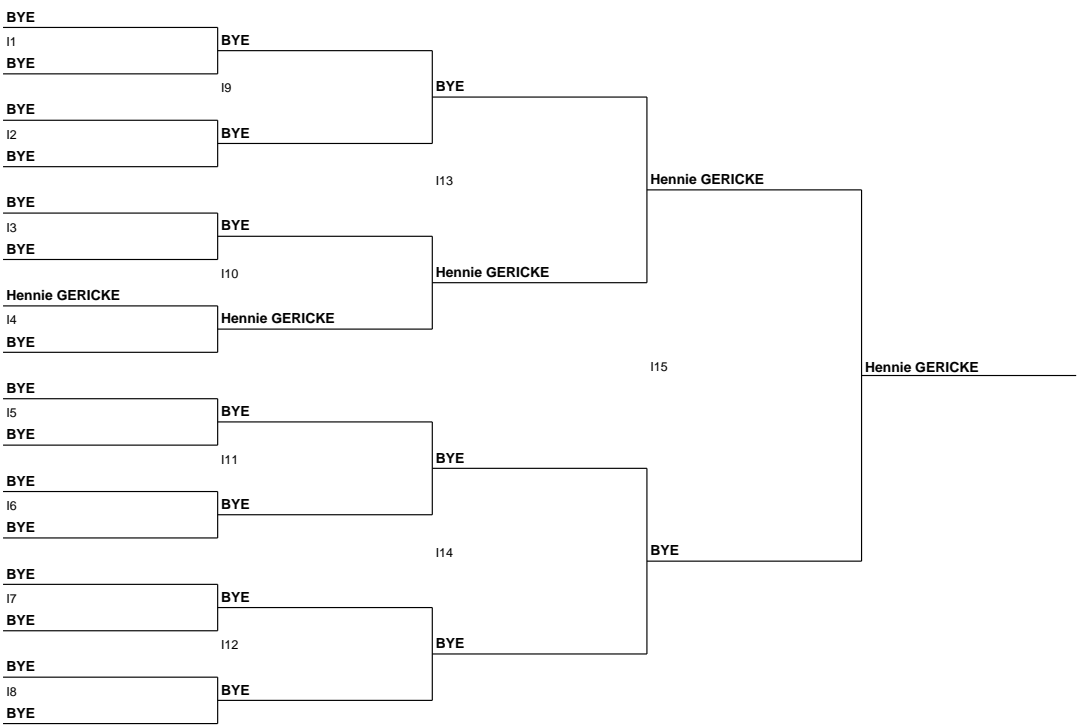 BYE
I1
BYE
BYE
I9
BYE
I2
BYE
BYE
BYE
I13
BYE
I3
BYE
BYE
I10
Hennie GERICKE
I4
BYE
Hennie GERICKE
Hennie GERICKE
Hennie GERICKE
I15
Hennie GERICKE
BYE
I5
BYE
BYE
I11
BYE
I6
BYE
BYE
BYE
I14
BYE
BYE
I7
BYE
BYE
I12
BYE
I8
BYE
BYE
BYE